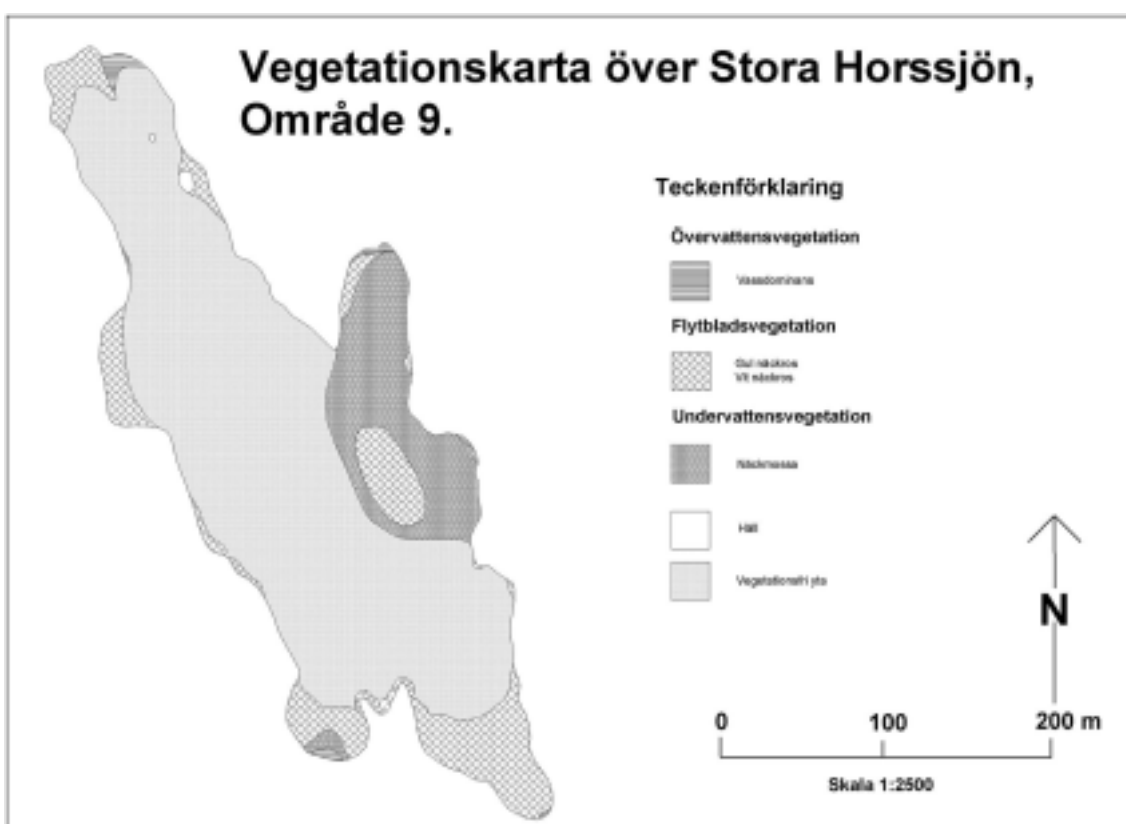 Vegetationskarta över Stora Horssjön,
Område 9.
Teckenförklaring
Övervattensvegetation
Vassdominans
Flytbladsvegetation
Gul näckros
Vit näckros
Undervattensvegetation
Näckmossa
Häll
Vegetationsfri yta
N
0 100 200 m
Skala 1:2500